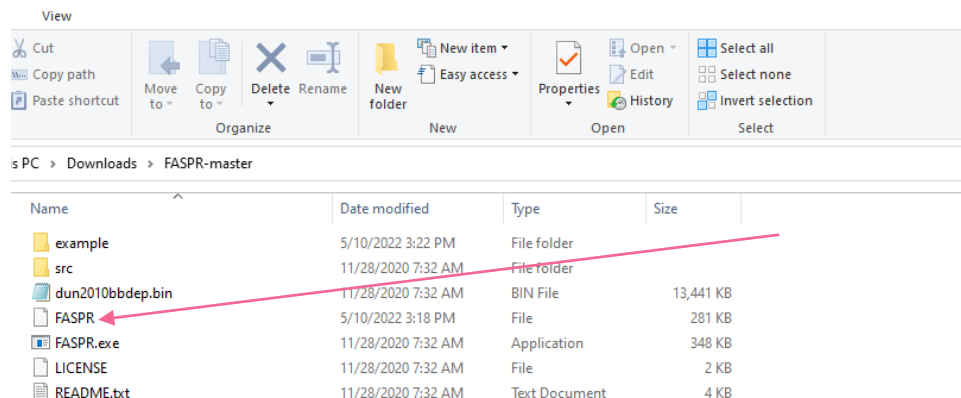 View
Cut
Copy path
Paste shortcut
Move to
Copy to
Delete
Rename
New folder
New item
Easy access
Properties
Open
Edit
History
Select all
Select none
Invert selection
Organize
New
Open
Select
is PC > Downloads > FASPR-master
Name Date modified Type Size
example 5/10/2022 3:22 PM File folder
src 11/28/2020 7:32 AM File folder
dun2010bbdep.bin 11/28/2020 7:32 AM BIN File 13,441 KB
FASPR 5/10/2022 3:18 PM File 281 KB
FASPR.exe 11/28/2020 7:32 AM Application 348 KB
LICENSE 11/28/2020 7:32 AM File 2 KB
README.txt 11/28/2020 7:32 AM Text Document 4 KB